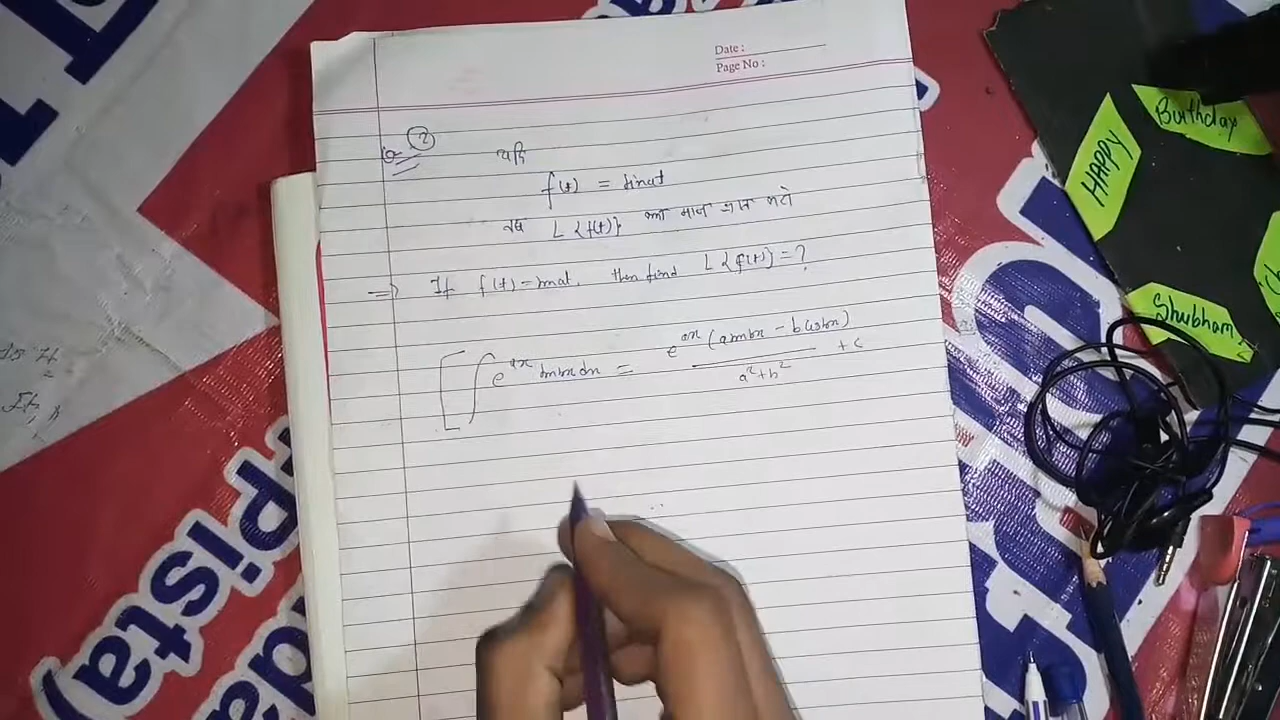 Date :
Page No :
Q ②
यदि
f(t) = sinat
तब L{f(t)} का मान ज्ञात करो
=> If f(t) = sinat, then find L{f(t)} = ?
[∫ e^ax sinbx dx = e^ax (a sinbx - b cosbx) / a²+b² + c
HAPPY
Birthday
Shubham
Pista)